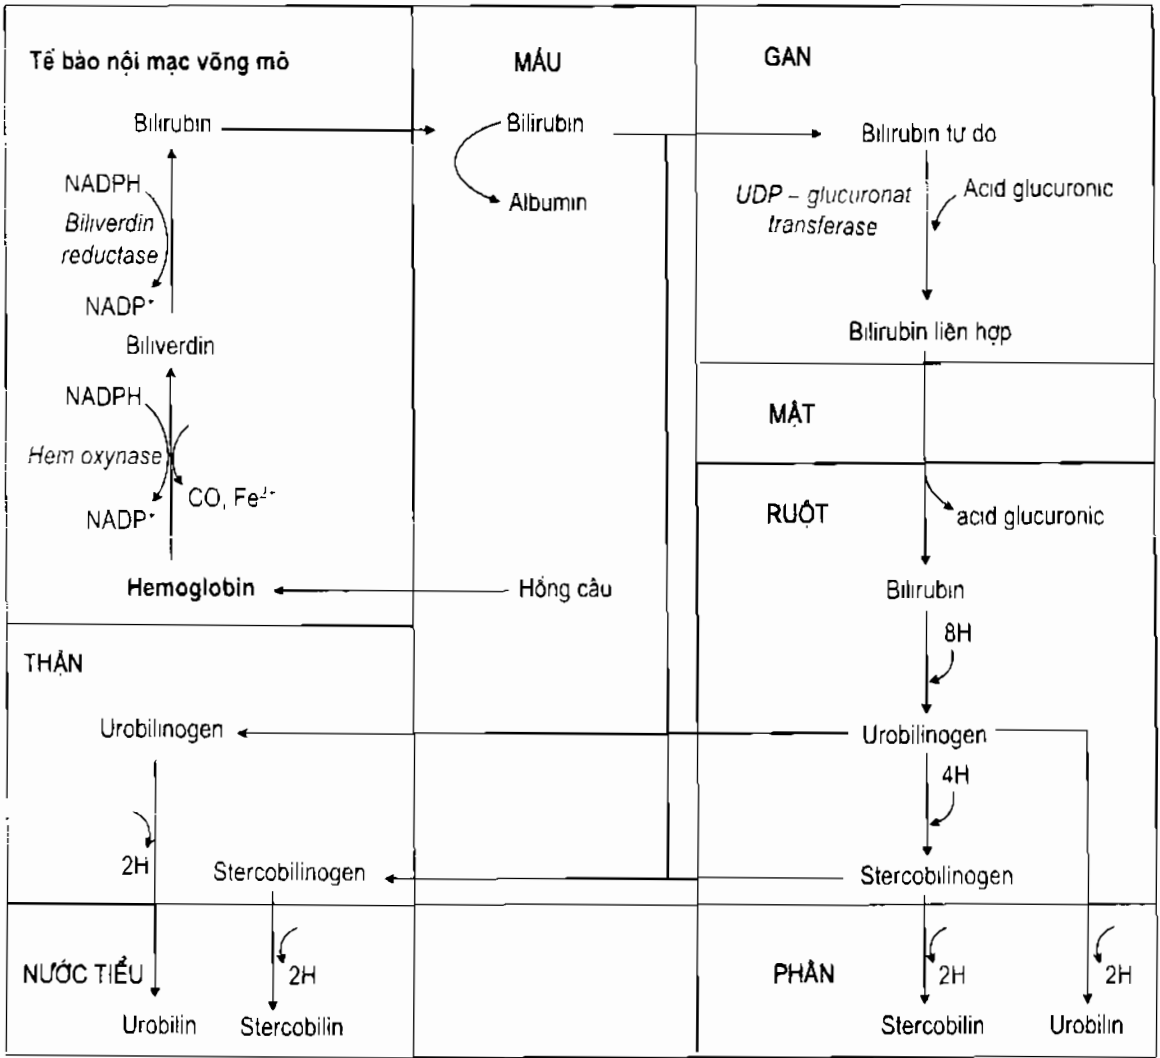 Tế bào nội mạc võng mô
MÁU
GAN
Bilirubin
Bilirubin
Bilirubin tự do
NADPH
Albumin
UDP – glucuronat
transferase
Acid glucuronic
Biliverdin
reductase
NADP⁺
Biliverdin
Bilirubin liên hợp
NADPH
MẬT
Hem oxynase
CO, Fe³⁺
NADP⁺
RUỘT
acid glucuronic
Hemoglobin
Hồng cầu
Bilirubin
8H
THẬN
Urobilinogen
Urobilinogen
4H
2H
Stercobilinogen
Stercobilinogen
NƯỚC TIỂU
2H
PHÂN
2H
2H
Urobilin
Stercobilin
Stercobilin
Urobilin